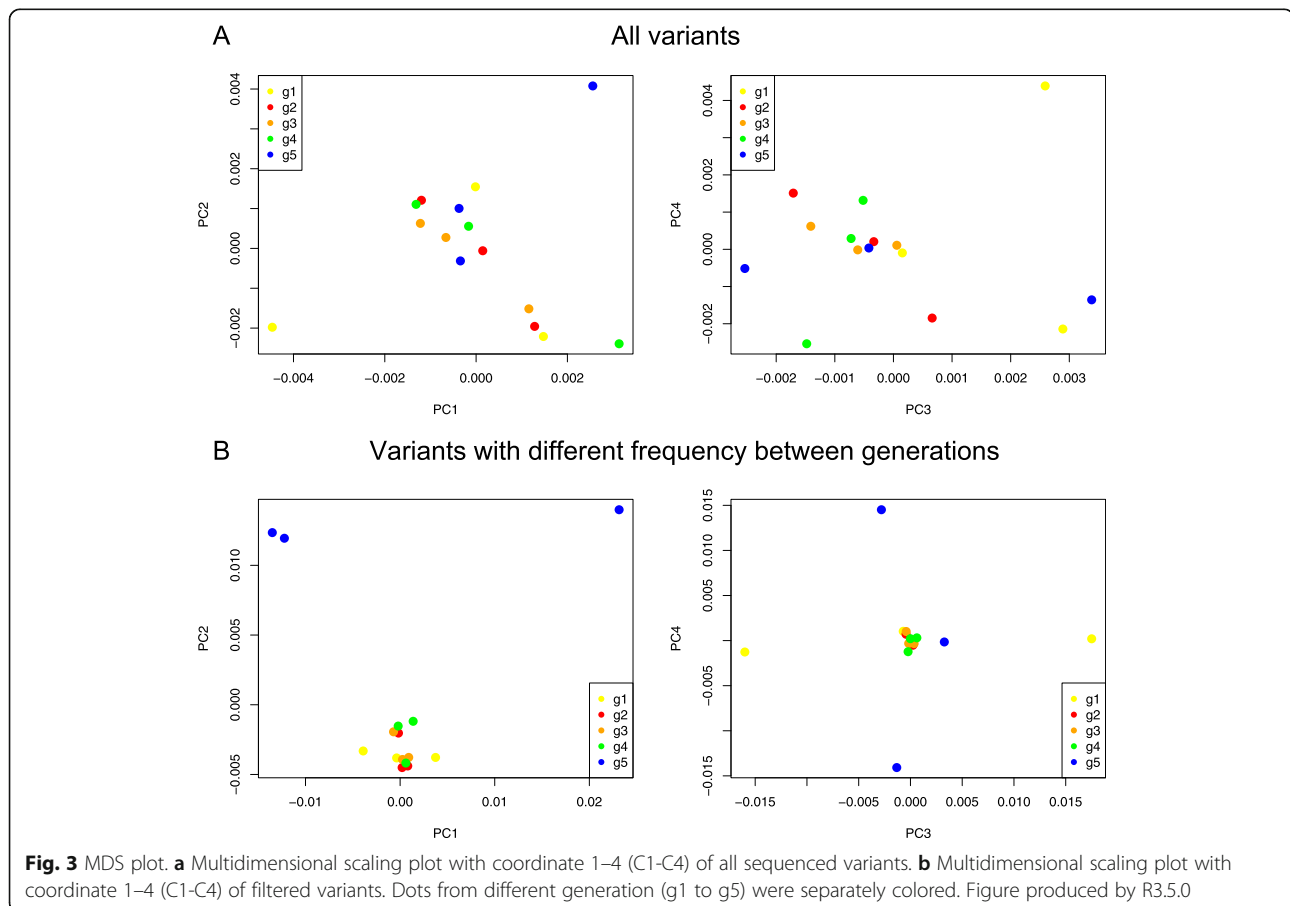 A
All variants
g1
g2
g3
g4
g5
PC2
0.004
0.002
0.000
−0.002
−0.004
−0.002
0.000
0.002
PC1
g1
g2
g3
g4
g5
PC4
0.004
0.002
0.000
−0.002
−0.002
−0.001
0.000
0.001
0.002
0.003
PC3
B
Variants with different frequency between generations
PC2
0.010
0.005
0.000
−0.005
g1
g2
g3
g4
g5
−0.01
0.00
0.01
0.02
PC1
PC4
0.015
0.010
0.005
−0.005
−0.015
g1
g2
g3
g4
g5
−0.015
−0.005
0.000
0.005
0.010
0.015
PC3
Fig. 3 MDS plot. a Multidimensional scaling plot with coordinate 1–4 (C1-C4) of all sequenced variants. b Multidimensional scaling plot with
coordinate 1–4 (C1-C4) of filtered variants. Dots from different generation (g1 to g5) were separately colored. Figure produced by R3.5.0